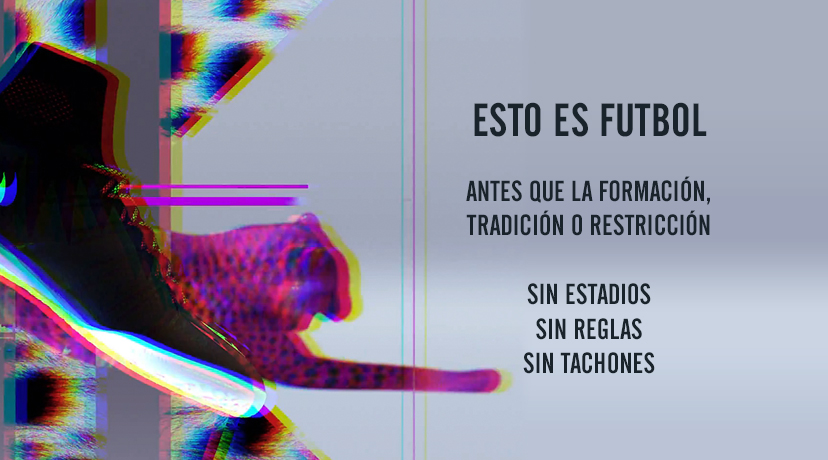 ESTO ES FUTBOL
ANTES QUE LA FORMACIÓN,
TRADICIÓN O RESTRICCIÓN
SIN ESTADIOS
SIN REGLAS
SIN TACHONES